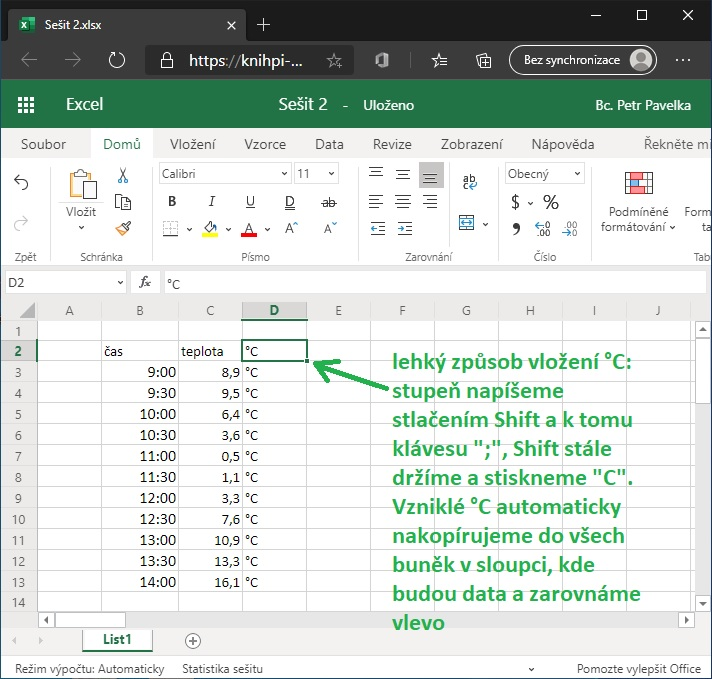 Sešit 2.xlsx
https://knihpi-...
Bez synchronizace
Excel
Sešit 2 - Uloženo
Bc. Petr Pavelka
Soubor Domů Vložení Vzorce Data Revize Zobrazení Nápověda Řekněte mi
Calibri 11
Obecný
Vložit
B I U D ab
ab
$ %
Podmíněné formátování
Form
ta
A A A
,00
,00
Zpět Schránka Písmo Zarovnání Číslo Tab
D2 fx °C
A B C D E F G H I J
1
2 čas teplota °C
3 9:00 8,9 °C
4 9:30 9,5 °C
5 10:00 6,4 °C
6 10:30 3,6 °C
7 11:00 0,5 °C
8 11:30 1,1 °C
9 12:00 3,3 °C
10 12:30 7,6 °C
11 13:00 10,9 °C
12 13:30 13,3 °C
13 14:00 16,1 °C
14
lehký způsob vložení °C:
stupeň napíšeme
stlačením Shift a k tomu
klávesu ";", Shift stále
držíme a stiskneme "C".
Vzniklé °C automaticky
nakopírujeme do všech
buněk v sloupci, kde
budou data a zarovnáme
vlevo
List1
Režim výpočtu: Automaticky Statistika sešitu Pomozte vylepšit Office